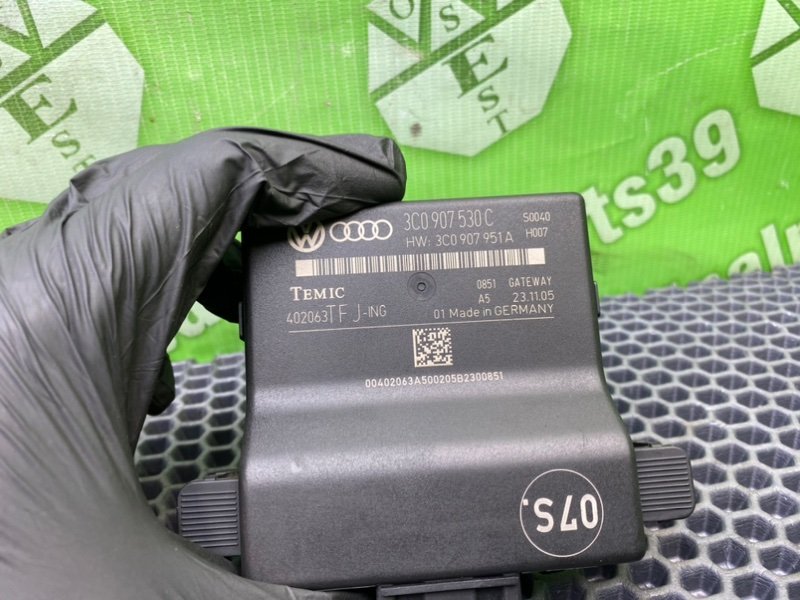 3C0 907 530 C S0040
HW: 3C0 907 951 A H007
0851 GATEWAY
TEMIC A5 23.11.05
402063TF J-ING 01 Made in GERMANY
00402063A500205B2300851
07S.